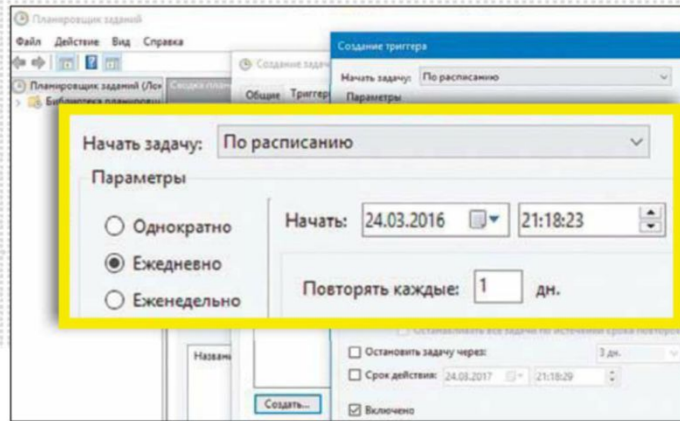 Планировщик заданий
Файл Действие Вид Справка
Планировщик заданий (Лок
Библиотека планировщ
Создание задачи
Общие Триггер
Создание триггера
Начать задачу: По расписанию
Параметры
Начать задачу: По расписанию
Параметры
Однократно
Ежедневно
Еженедельно
Начать: 24.03.2016 21:18:23
Повторять каждые: 1 дн.
Останавливать все задачи по истечении срока повтор
Остановить задачу через: 3 дн.
Срок действия: 24.03.2017 21:18:29
Включено
Названи
Создать...